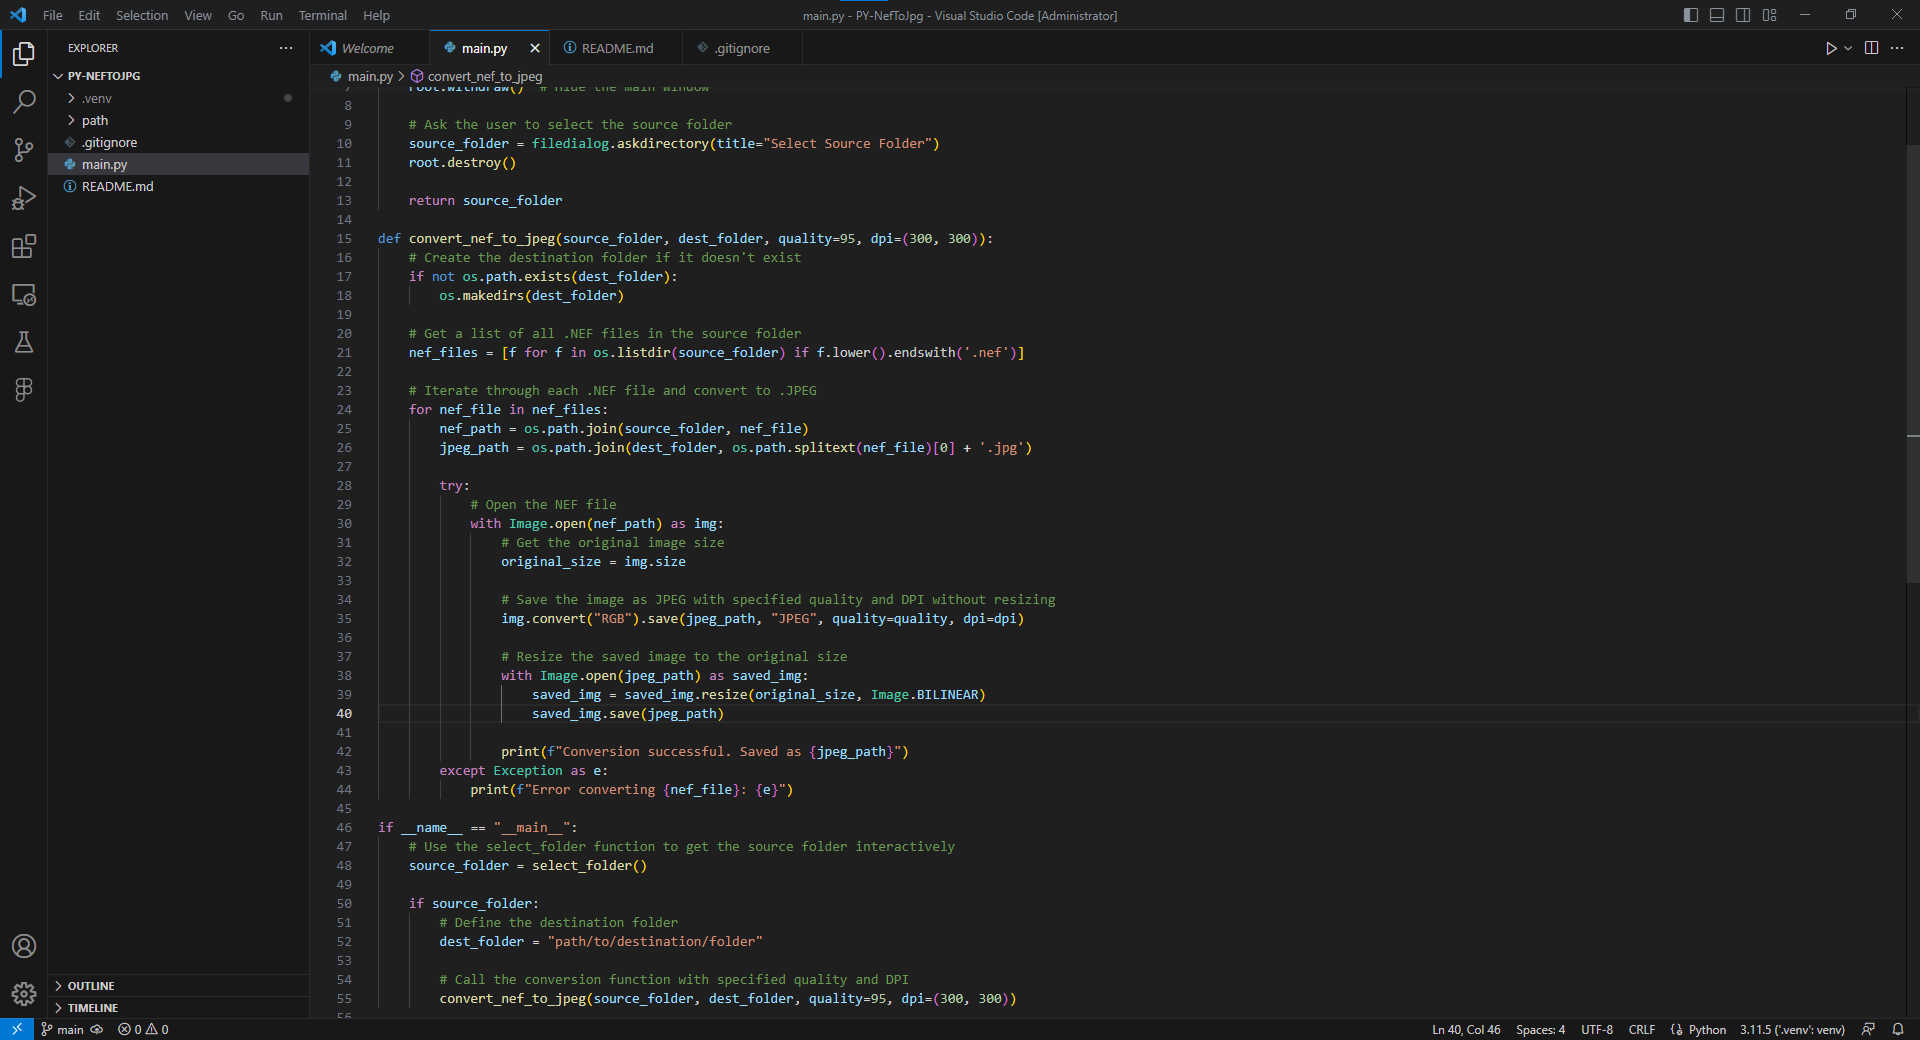 File Edit Selection View Go Run Terminal Help
main.py - PY-NefToJpg - Visual Studio Code [Administrator]
EXPLORER
PY-NEFTOJPG
.venv
path
.gitignore
main.py
README.md
OUTLINE
TIMELINE
Welcome main.py README.md .gitignore
main.py > convert_nef_to_jpeg
7 root.withdraw() # Hide the main window
8
9 # Ask the user to select the source folder
10 source_folder = filedialog.askdirectory(title="Select Source Folder")
11 root.destroy()
12
13 return source_folder
14
15 def convert_nef_to_jpeg(source_folder, dest_folder, quality=95, dpi=(300, 300)):
16 # Create the destination folder if it doesn't exist
17 if not os.path.exists(dest_folder):
18 os.makedirs(dest_folder)
19
20 # Get a list of all .NEF files in the source folder
21 nef_files = [f for f in os.listdir(source_folder) if f.lower().endswith('.nef')]
22
23 # Iterate through each .NEF file and convert to .JPEG
24 for nef_file in nef_files:
25 nef_path = os.path.join(source_folder, nef_file)
26 jpeg_path = os.path.join(dest_folder, os.path.splitext(nef_file)[0] + '.jpg')
27
28 try:
29 # Open the NEF file
30 with Image.open(nef_path) as img:
31 # Get the original image size
32 original_size = img.size
33
34 # Save the image as JPEG with specified quality and DPI without resizing
35 img.convert("RGB").save(jpeg_path, "JPEG", quality=quality, dpi=dpi)
36
37 # Resize the saved image to the original size
38 with Image.open(jpeg_path) as saved_img:
39 saved_img = saved_img.resize(original_size, Image.BILINEAR)
40 saved_img.save(jpeg_path)
41
42 print(f"Conversion successful. Saved as {jpeg_path}")
43 except Exception as e:
44 print(f"Error converting {nef_file}: {e}")
45
46 if __name__ == "__main__":
47 # Use the select_folder function to get the source folder interactively
48 source_folder = select_folder()
49
50 if source_folder:
51 # Define the destination folder
52 dest_folder = "path/to/destination/folder"
53
54 # Call the conversion function with specified quality and DPI
55 convert_nef_to_jpeg(source_folder, dest_folder, quality=95, dpi=(300, 300))
56
main 0 0 Ln 40, Col 46 Spaces: 4 UTF-8 CRLF Python 3.11.5 ('.venv': venv)